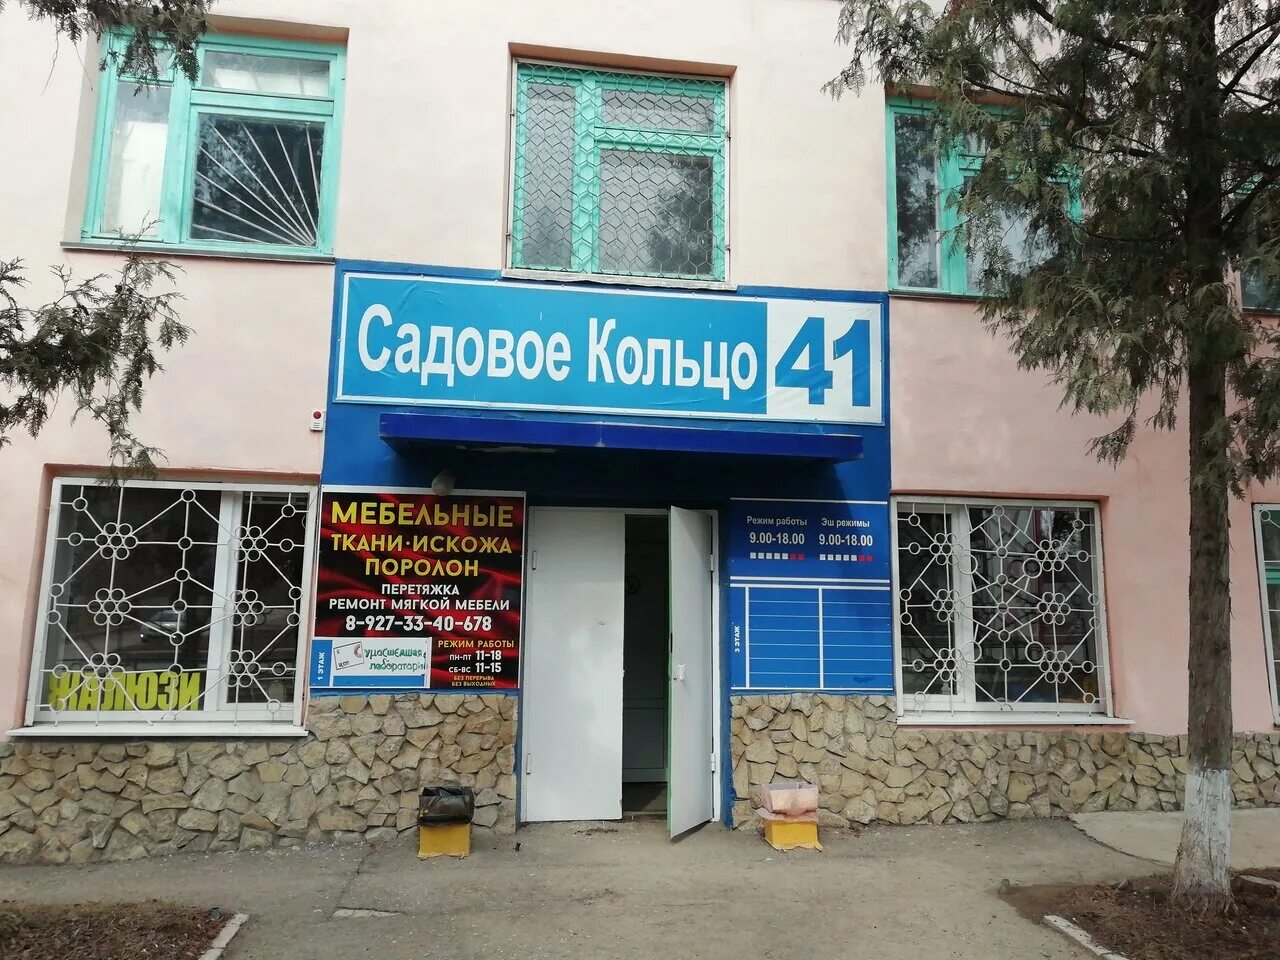 Садовое Кольцо 41
МЕБЕЛЬНЫЕ
ТКАНИ·ИСКОЖА
ПОРОЛОН
ПЕРЕТЯЖКА
РЕМОНТ МЯГКОЙ МЕБЕЛИ
8-927-33-40-678
РЕЖИМ РАБОТЫ
ПН-ПТ 11-18
СБ-ВС 11-15
БЕЗ ПЕРЕРЫВА
БЕЗ ВЫХОДНЫХ
1 ЭТАЖ
Сумасшедшая
лаборатория
Режим работы
9.00-18.00
Эш режимы
9.00-18.00
3 ЭТАЖ
ЖАЛЮЗИ